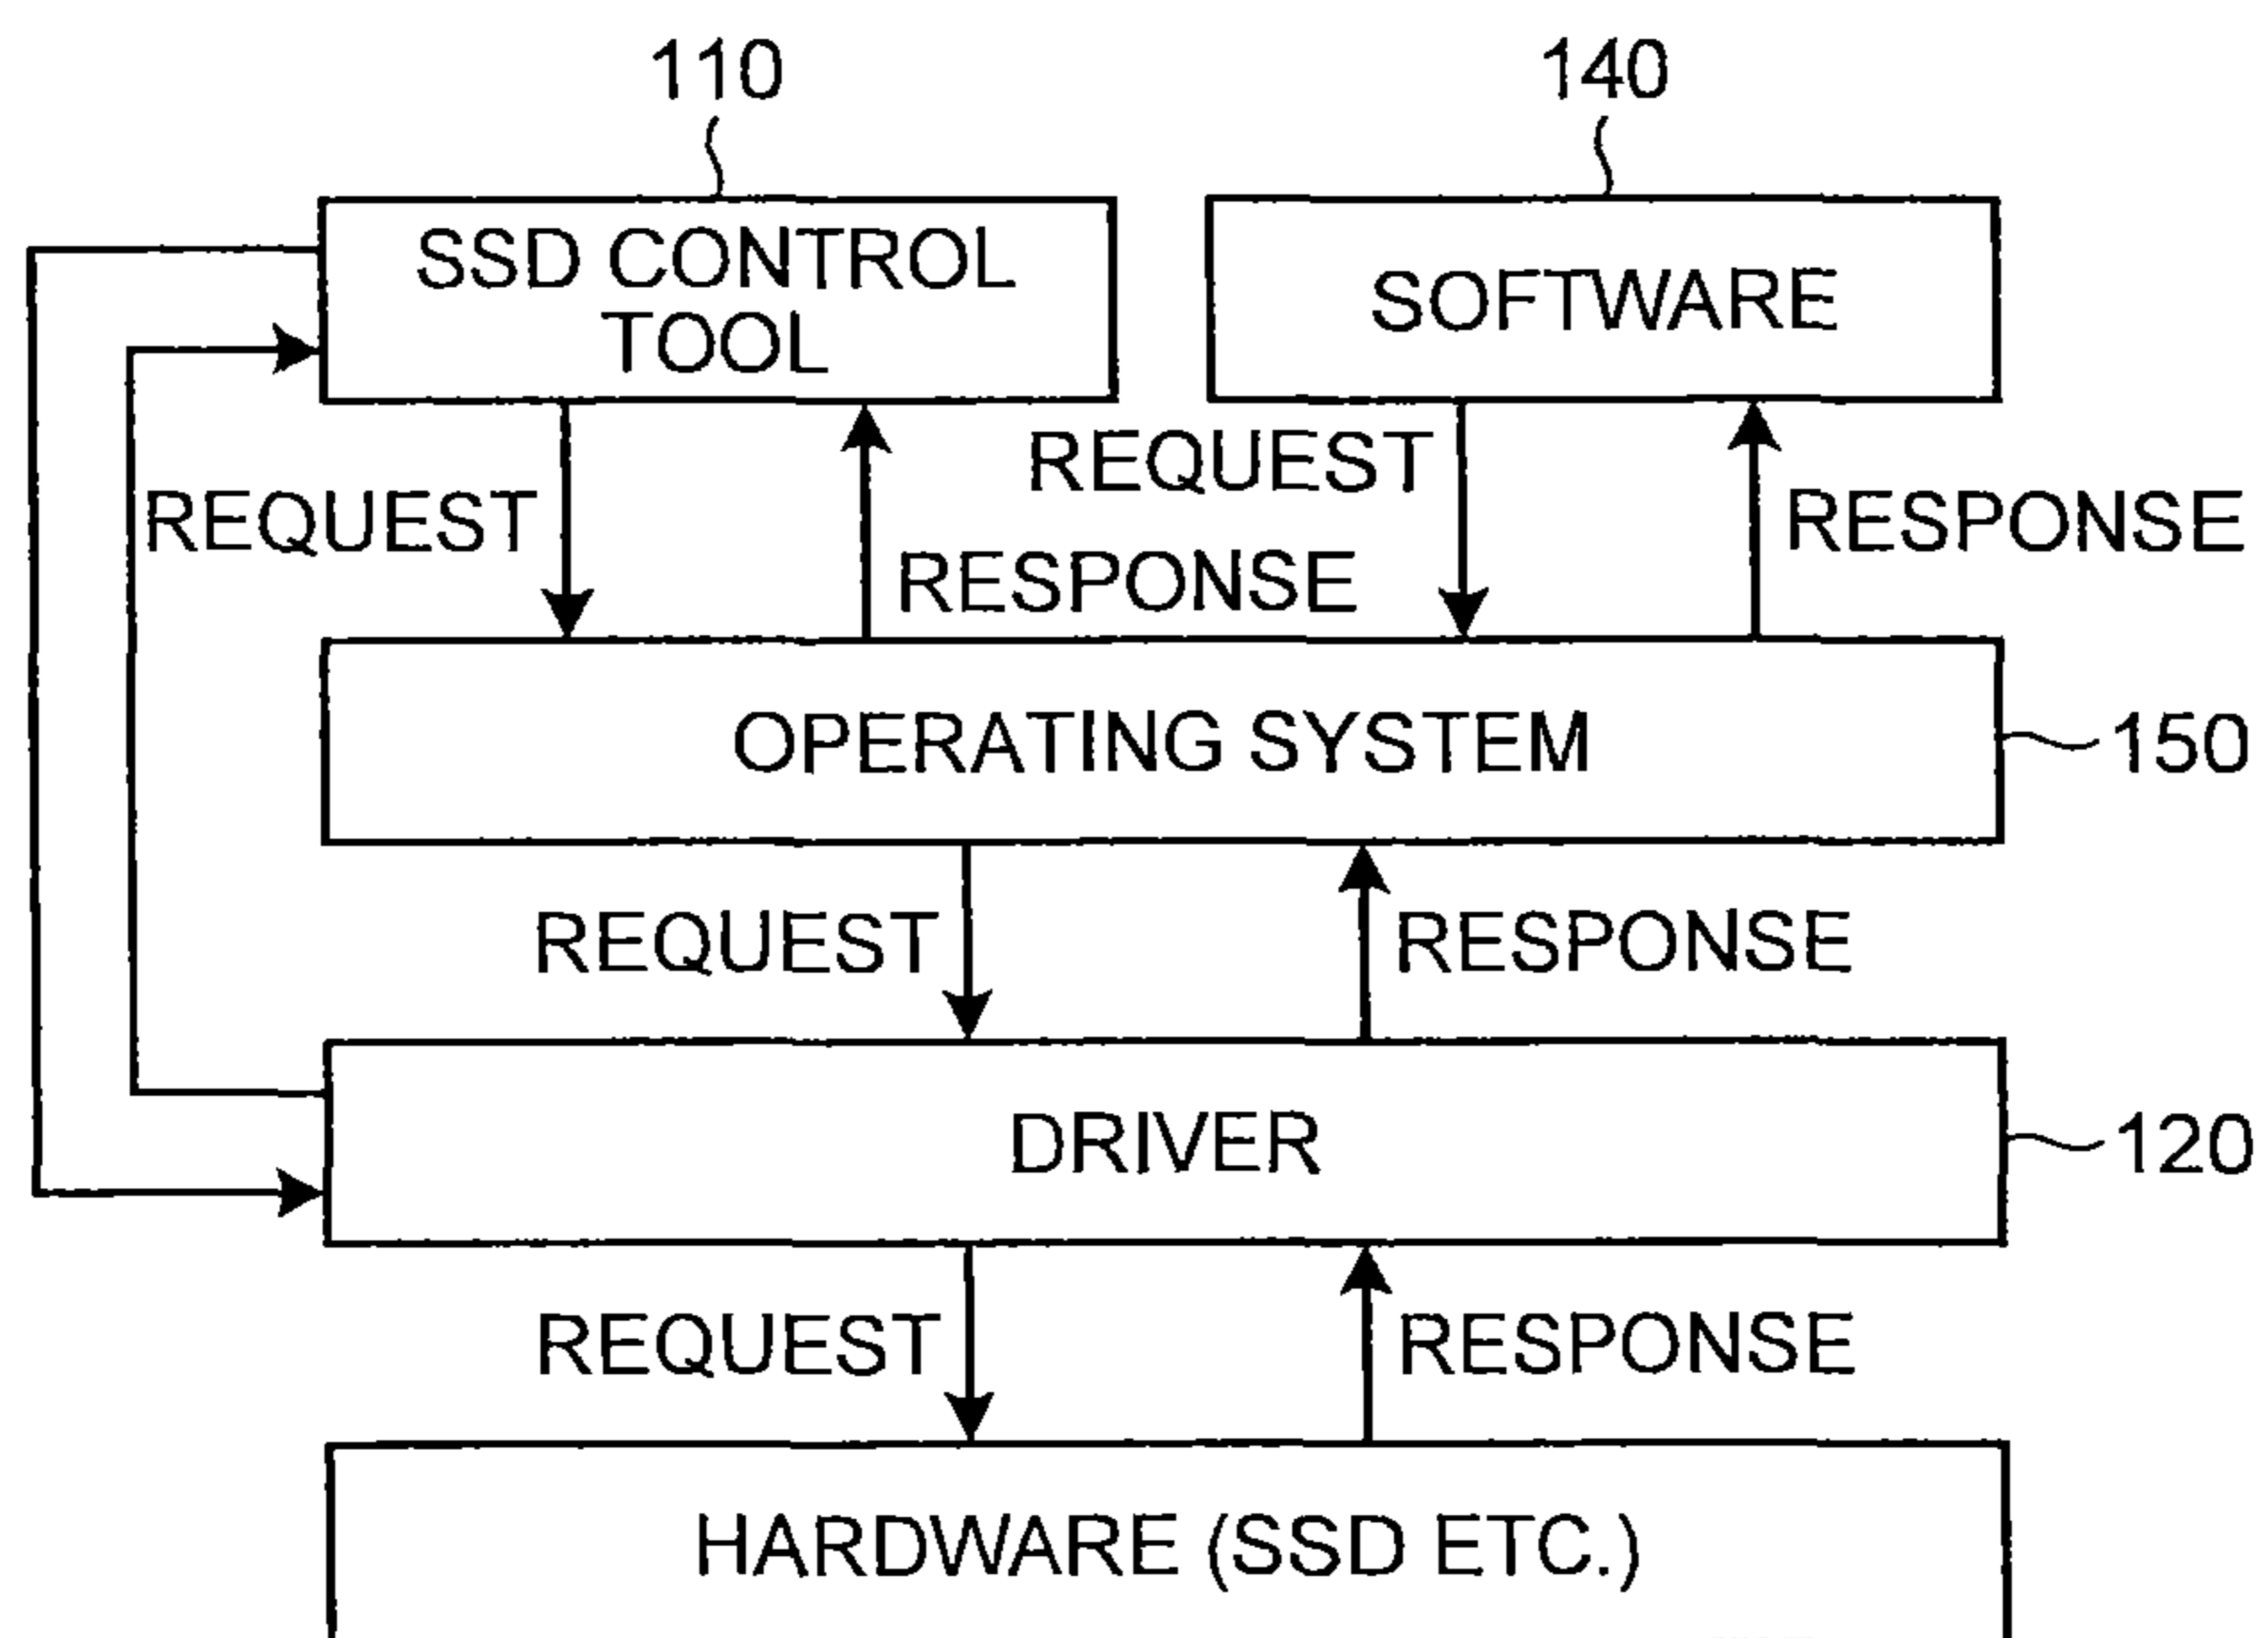 110
140
SSD CONTROL
TOOL
SOFTWARE
REQUEST
RESPONSE
REQUEST
RESPONSE
OPERATING SYSTEM
150
REQUEST
RESPONSE
DRIVER
120
REQUEST
RESPONSE
HARDWARE (SSD ETC.)